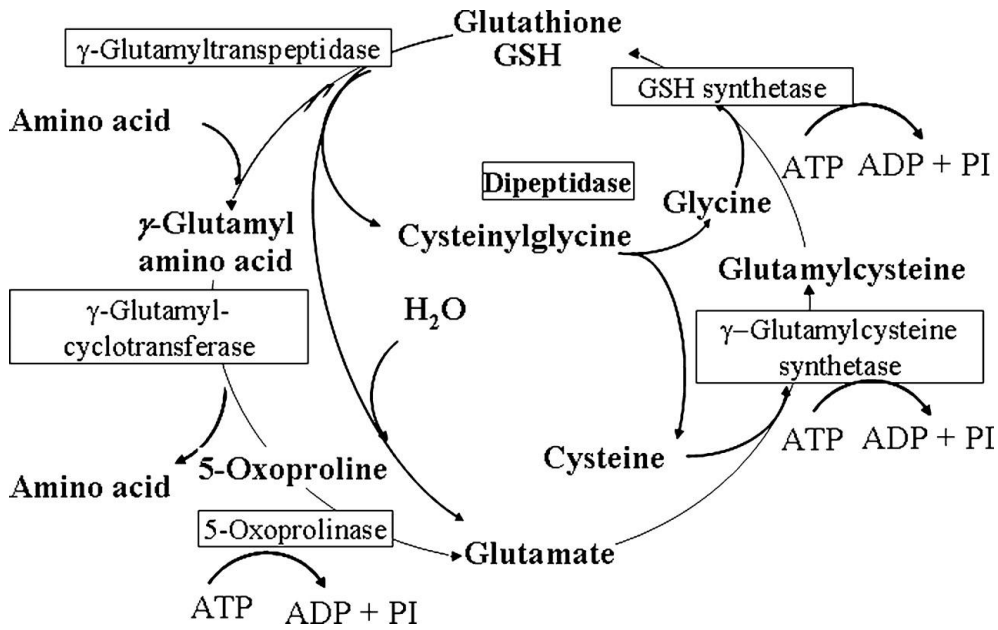 Glutathione
GSH
γ-Glutamyltranspeptidase
GSH synthetase
Amino acid
ATP
ADP + PI
Dipeptidase
Glycine
γ-Glutamyl
amino acid
Cysteinylglycine
Glutamylcysteine
γ-Glutamyl-
cyclotransferase
H₂O
γ–Glutamylcysteine
synthetase
ATP
ADP + PI
Cysteine
5-Oxoproline
Amino acid
5-Oxoprolinase
Glutamate
ATP
ADP + PI